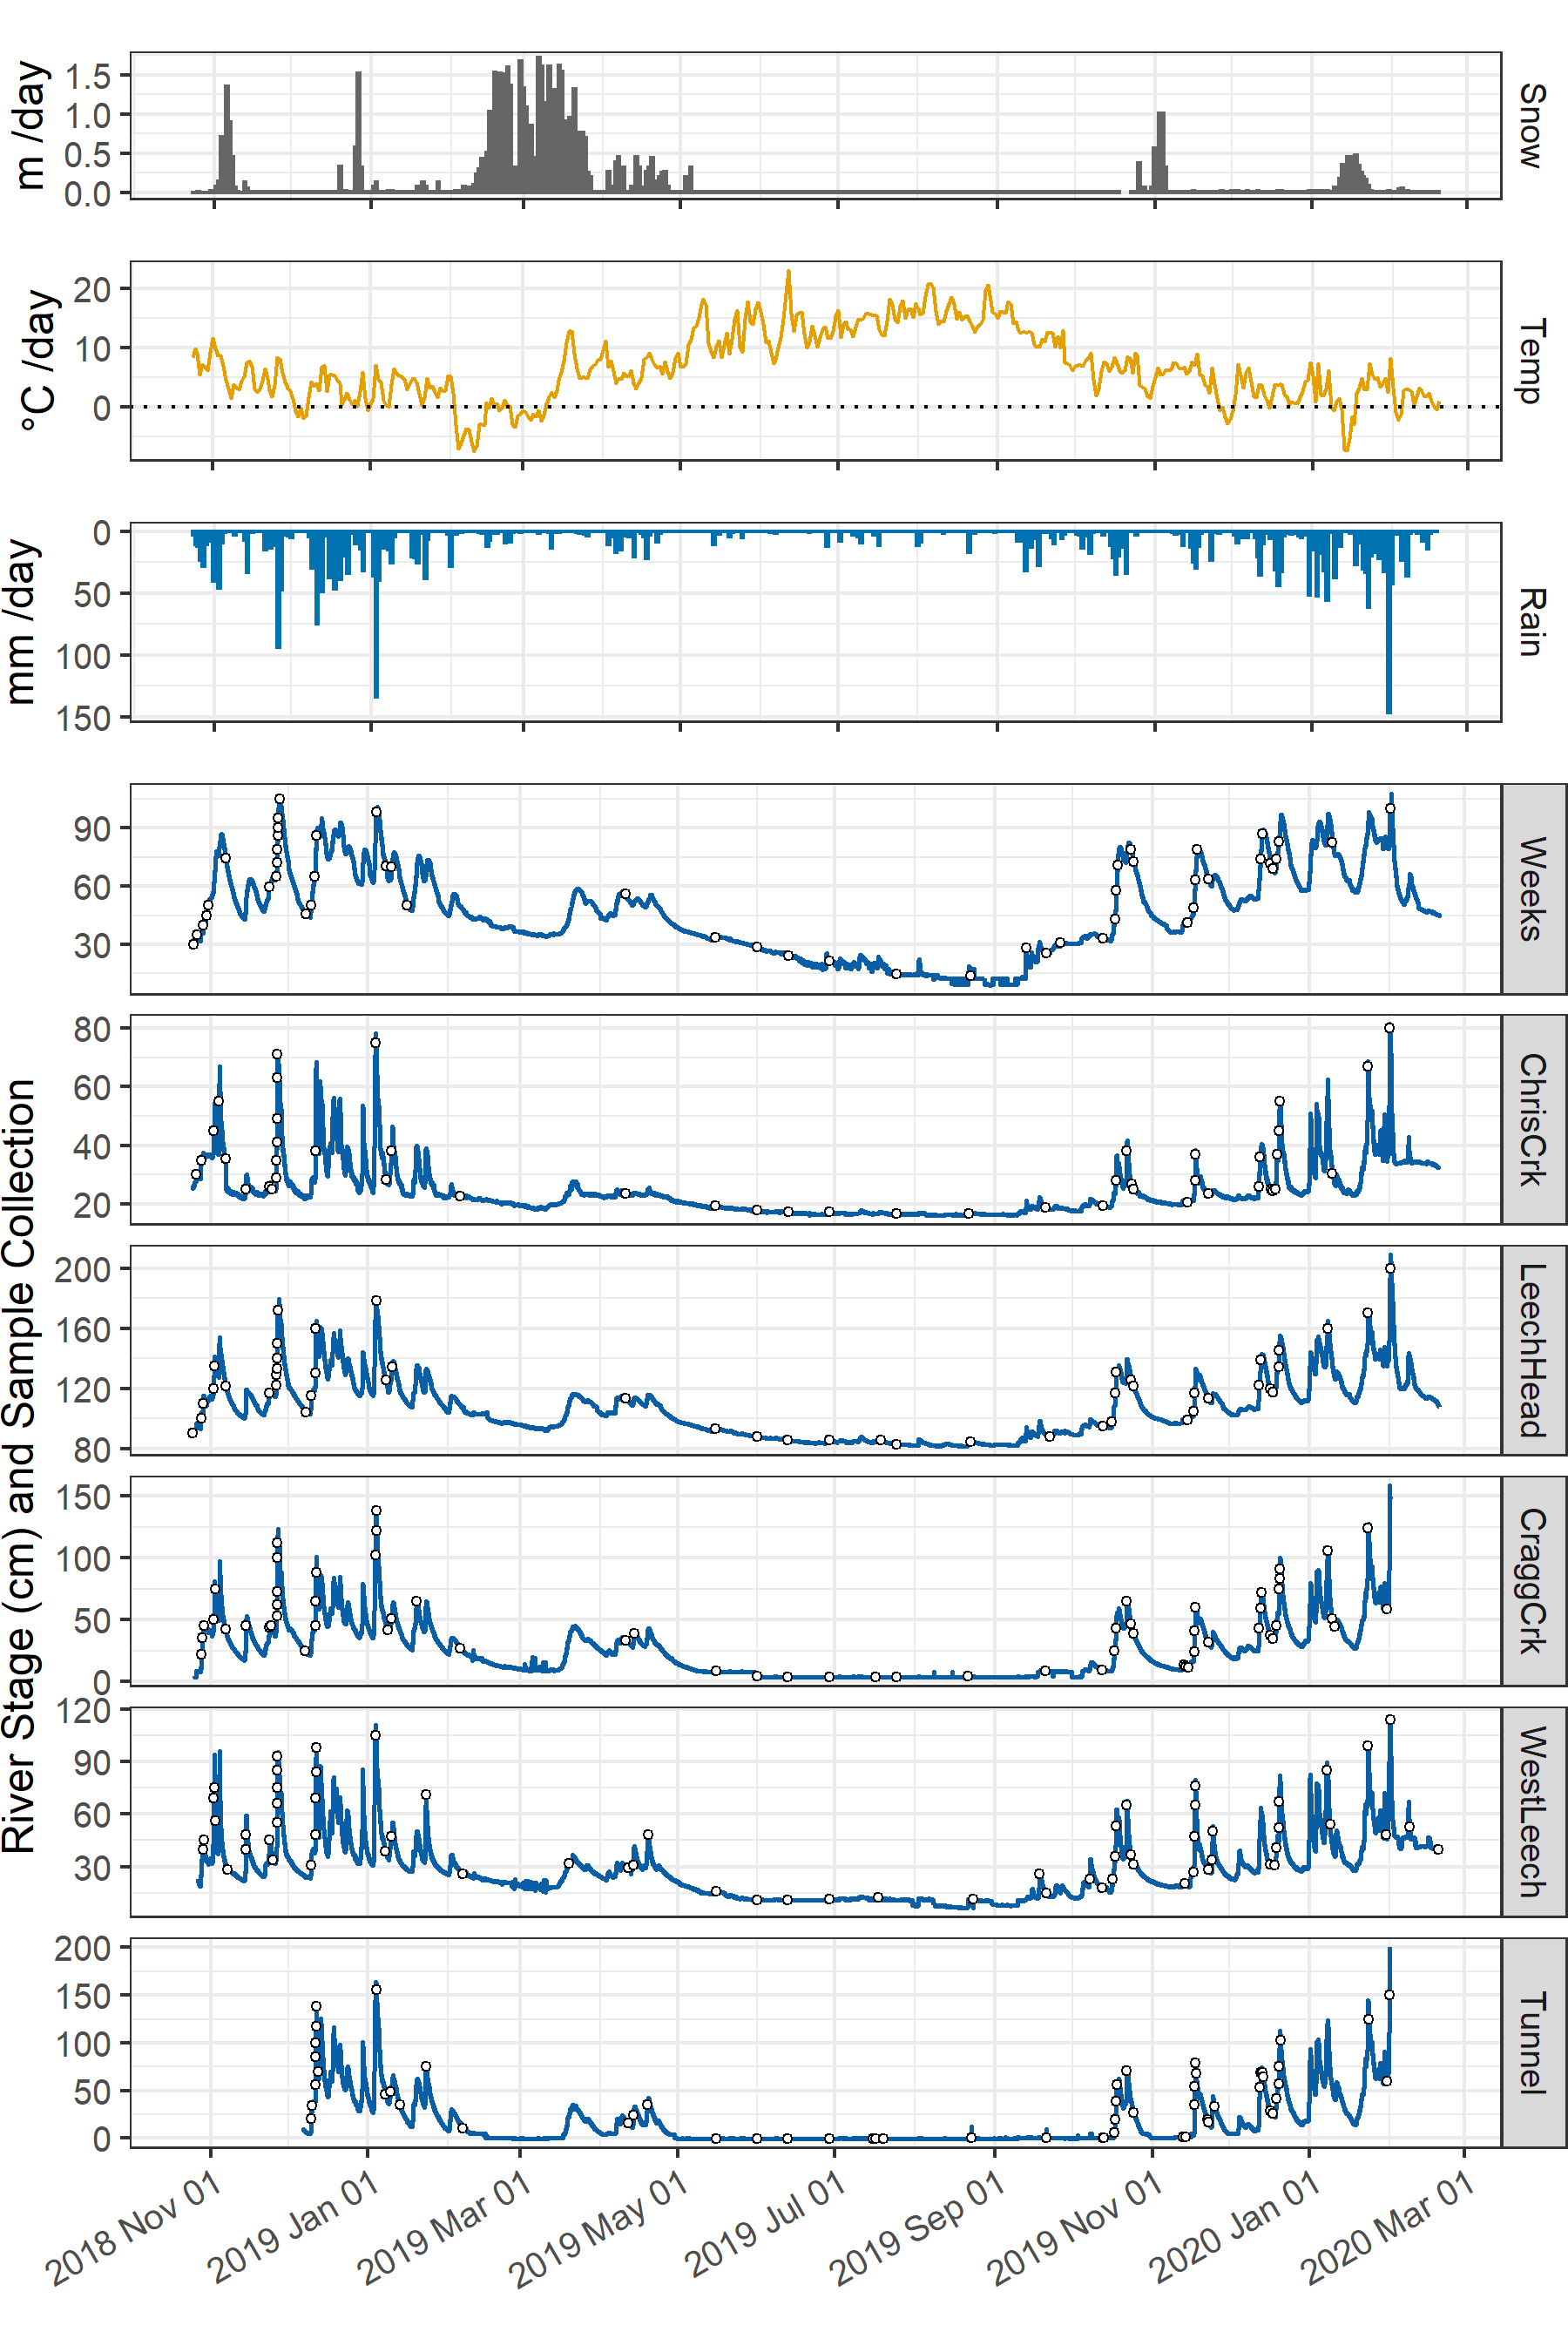 m /day
1.5
1.0
0.5
0.0
Snow
°C /day
20
10
0
Temp
mm /day
0
50
100
150
Rain
River Stage (cm) and Sample Collection
90
60
30
Weeks
80
60
40
20
ChrisCrk
200
160
120
80
LeechHead
150
100
50
0
CraggCrk
120
90
60
30
WestLeech
200
150
100
50
0
Tunnel
2018 Nov 01
2019 Jan 01
2019 Mar 01
2019 May 01
2019 Jul 01
2019 Sep 01
2019 Nov 01
2020 Jan 01
2020 Mar 01